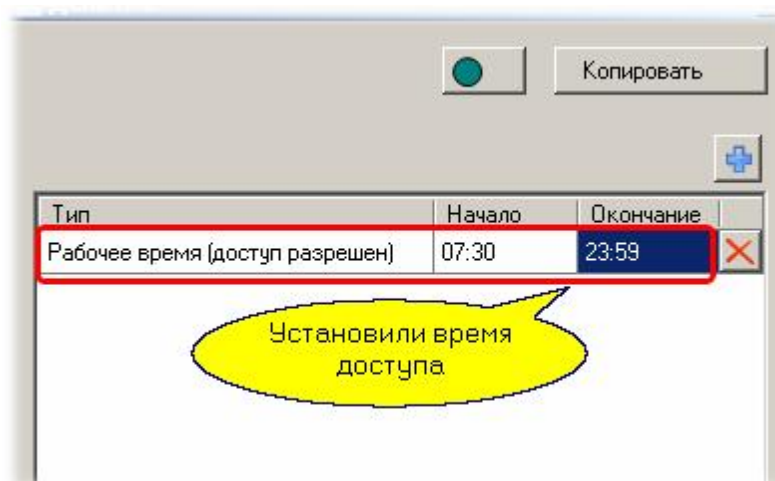 Копировать
Тип Начало Окончание
Рабочее время (доступ разрешен) 07:30 23:59
Установили время
доступа